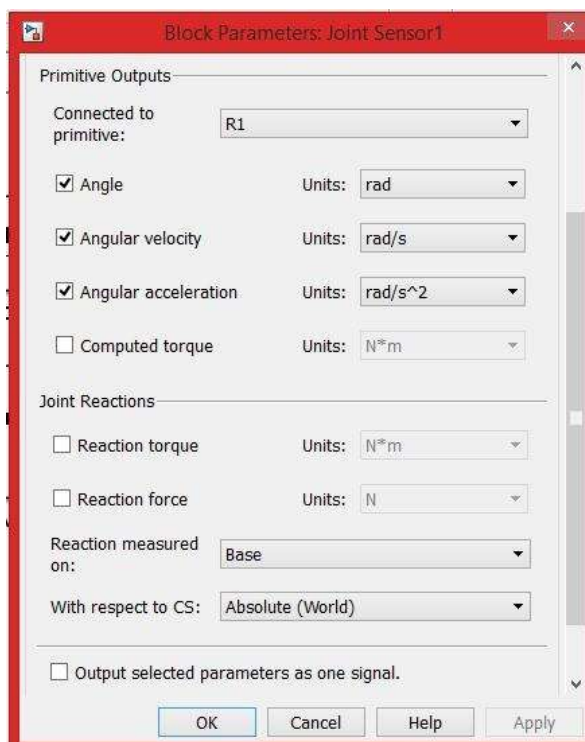 Block Parameters: Joint Sensor1
Primitive Outputs
Connected to
primitive:
R1
Angle Units: rad
Angular velocity Units: rad/s
Angular acceleration Units: rad/s^2
Computed torque Units: N*m
Joint Reactions
Reaction torque Units: N*m
Reaction force Units: N
Reaction measured
on:
Base
With respect to CS: Absolute (World)
Output selected parameters as one signal.
OK Cancel Help Apply